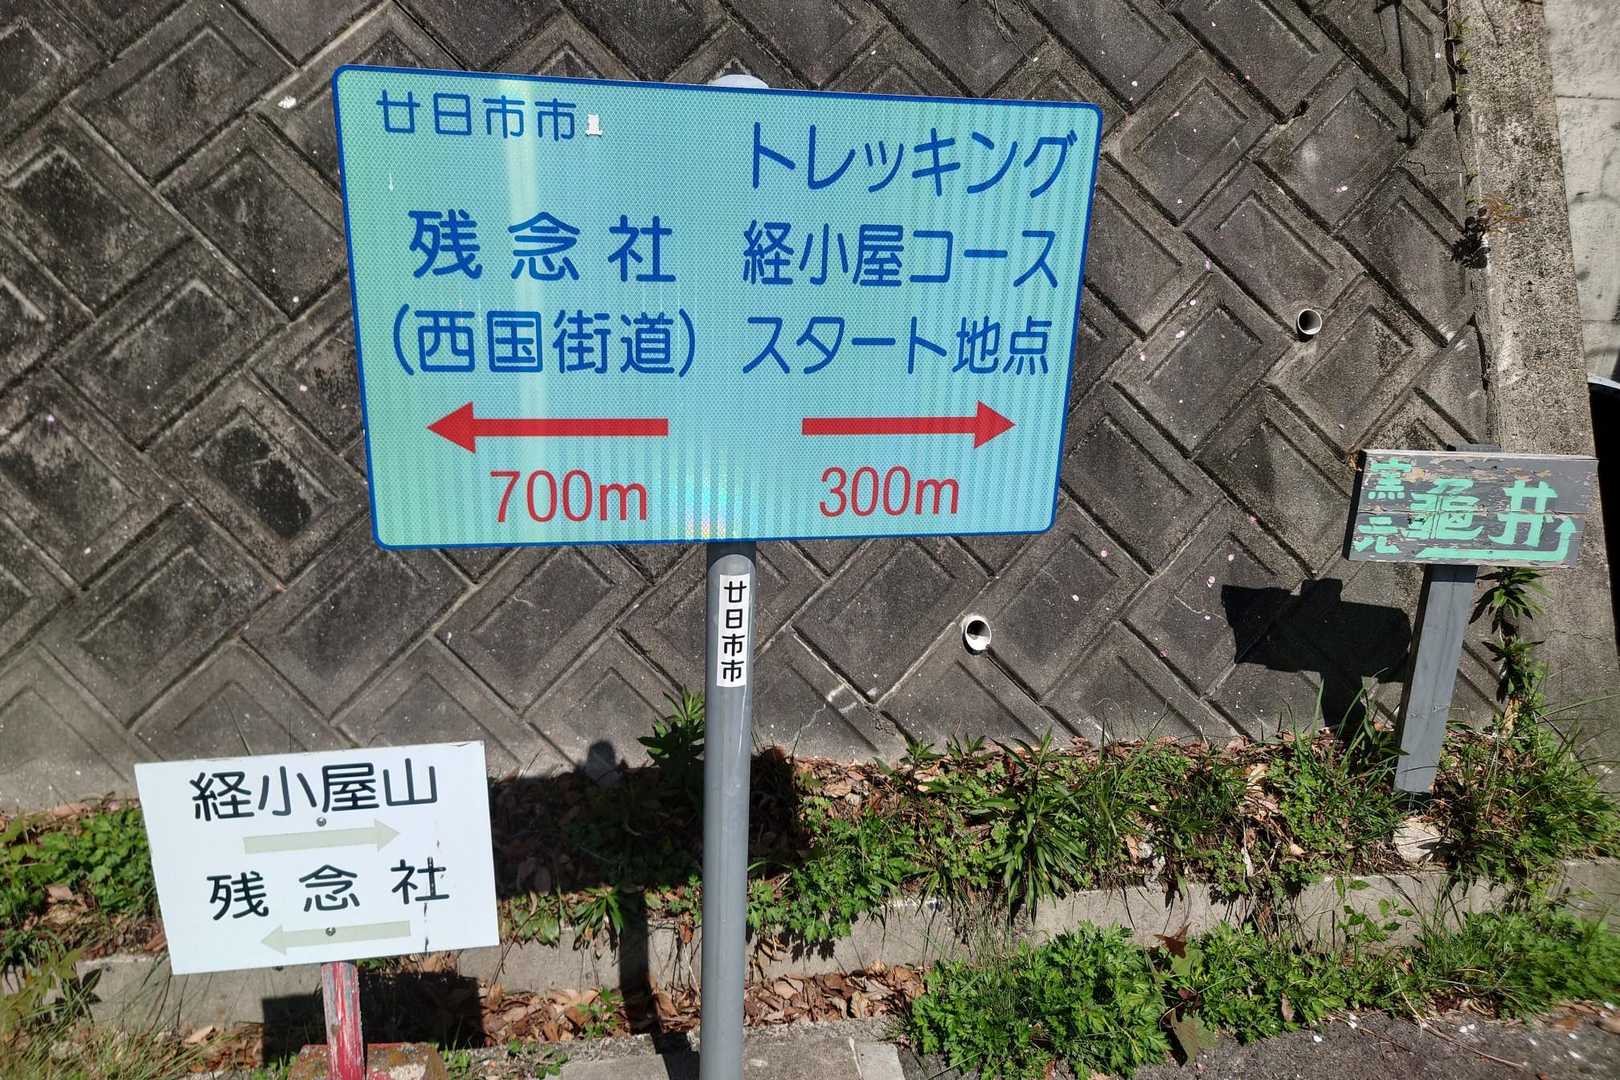 廿日市市
残念社
(西国街道)
700m
トレッキング
経小屋コース
スタート地点
300m
廿日市市
経小屋山
残念社
窯元
亀井